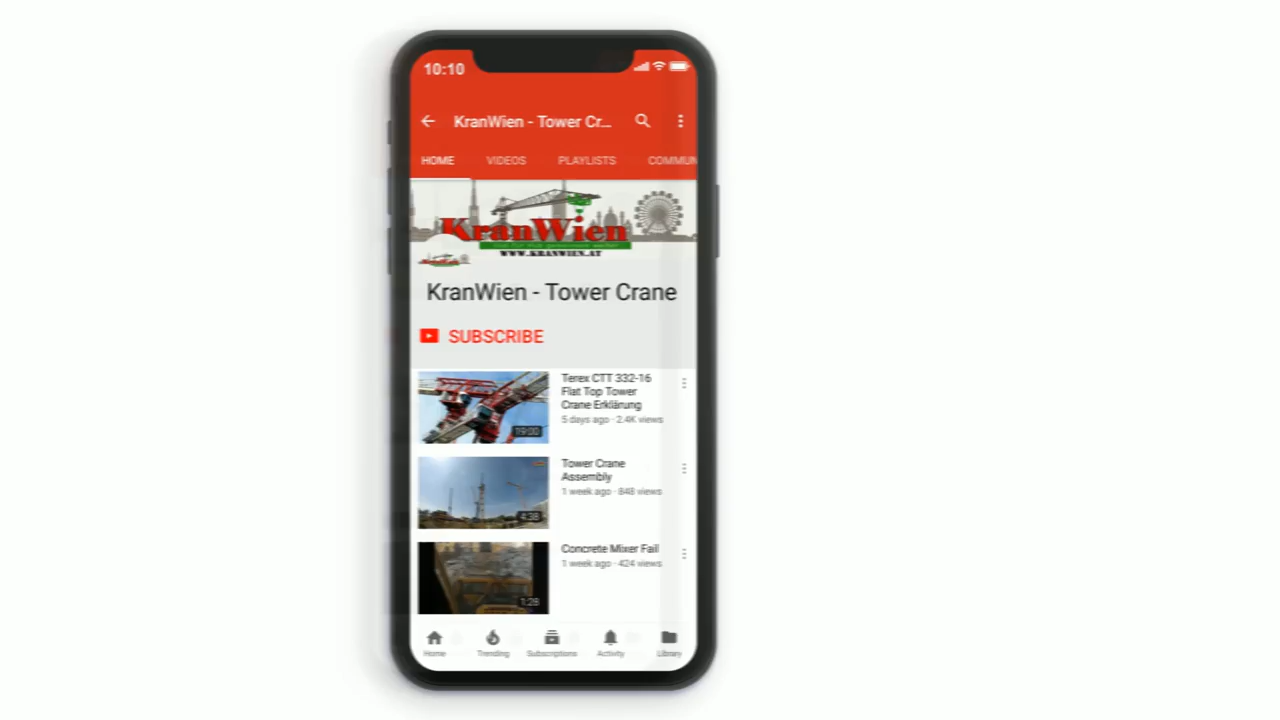 10:10
KranWien - Tower Cr...
HOME VIDEOS PLAYLISTS COMMUN
KranWien
WWW.KRANWIEN.AT
KranWien - Tower Crane
SUBSCRIBE
Terex CTT 332-16
Flat Top Tower
Crane Erklärung
5 days ago · 2.4K views
19:00
Tower Crane
Assembly
1 week ago · 848 views
4:38
Concrete Mixer Fail
1 week ago · 424 views
1:28
Home Trending Subscriptions Activity Library